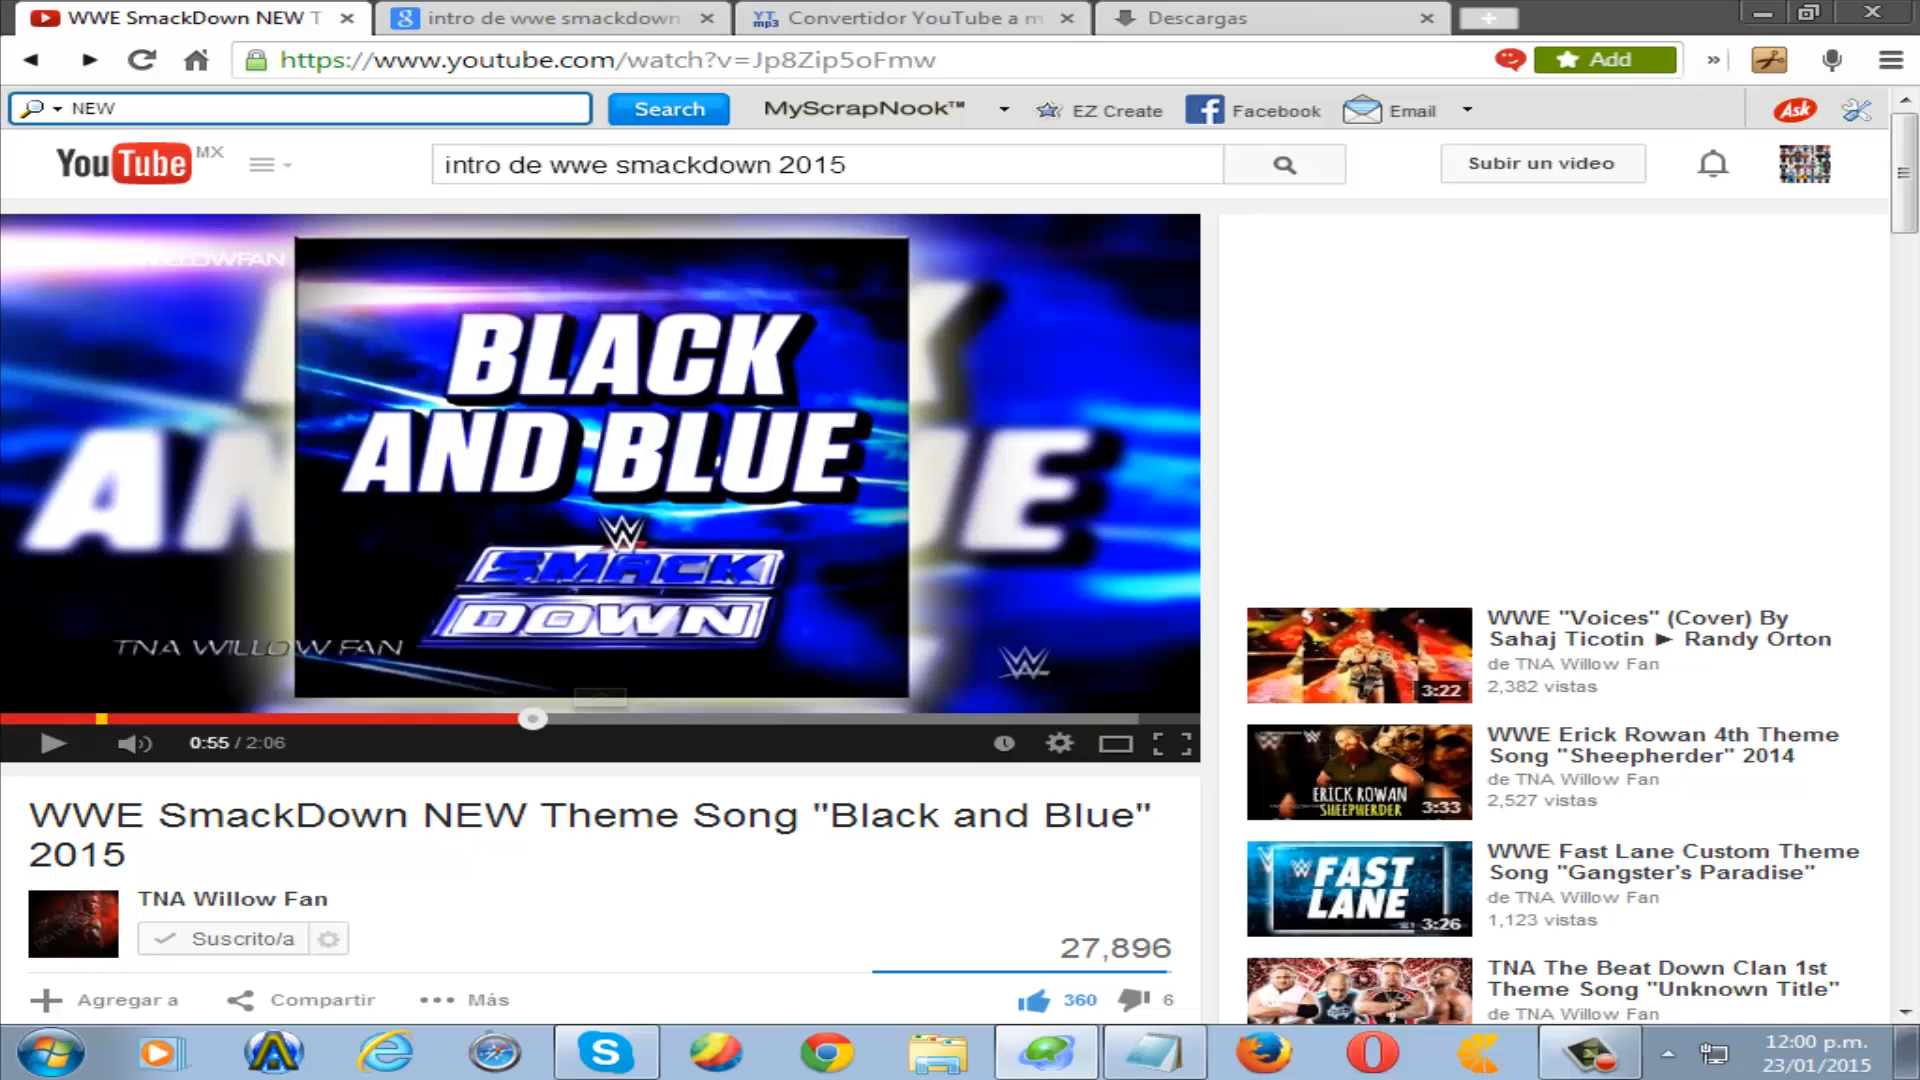 WWE SmackDown NEW T
intro de wwe smackdown
YT mp3 Convertidor YouTube a m
Descargas
https://www.youtube.com/watch?v=Jp8Zip5oFmw
Add
NEW
Search
MyScrapNook™
EZ Create
Facebook
Email
Ask
YouTube MX
intro de wwe smackdown 2015
Subir un video
BLACK
AND BLUE
SMACK
DOWN
TNA WILLOW FAN
0:55 / 2:06
WWE SmackDown NEW Theme Song "Black and Blue"
2015
TNA Willow Fan
Suscrito/a
27,896
Agregar a
Compartir
Más
360
6
3:22
WWE "Voices" (Cover) By
Sahaj Ticotin ► Randy Orton
de TNA Willow Fan
2,382 vistas
ERICK ROWAN
SHEEPHERDER
3:33
WWE Erick Rowan 4th Theme
Song "Sheepherder" 2014
de TNA Willow Fan
2,527 vistas
FAST
LANE
3:26
WWE Fast Lane Custom Theme
Song "Gangster's Paradise"
de TNA Willow Fan
1,123 vistas
TNA The Beat Down Clan 1st
Theme Song "Unknown Title"
de TNA Willow Fan
12:00 p.m.
23/01/2015